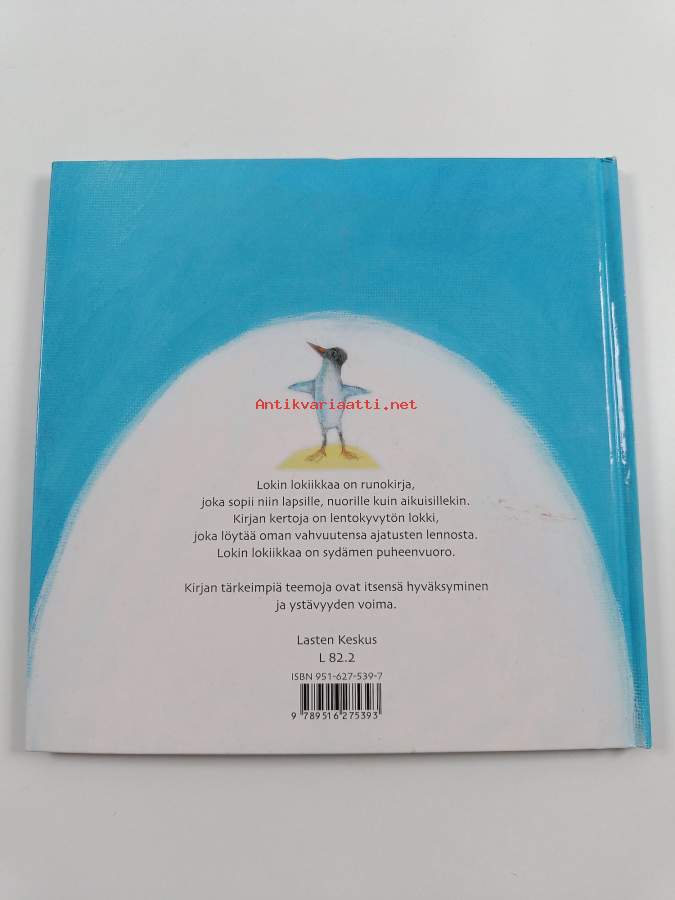 Antikvariaatti.net
Lokin lokiikkaa on runokirja,
joka sopii niin lapsille, nuorille kuin aikuisillekin.
Kirjan kertoja on lentokyvytön lokki,
joka löytää oman vahvuutensa ajatusten lennosta.
Lokin lokiikkaa on sydämen puheenvuoro.
Kirjan tärkeimpiä teemoja ovat itsensä hyväksyminen
ja ystävyyden voima.
Lasten Keskus
L 82.2
ISBN 951-627-539-7
9 789516 275393